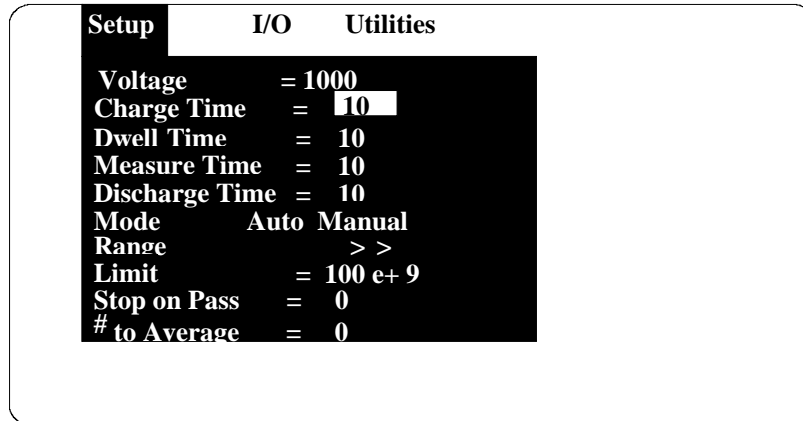 Setup I/O Utilities
Voltage = 1000
Charge Time = 10
Dwell Time = 10
Measure Time = 10
Discharge Time = 10
Mode Auto Manual
Range > >
Limit = 100 e+ 9
Stop on Pass = 0
# to Average = 0